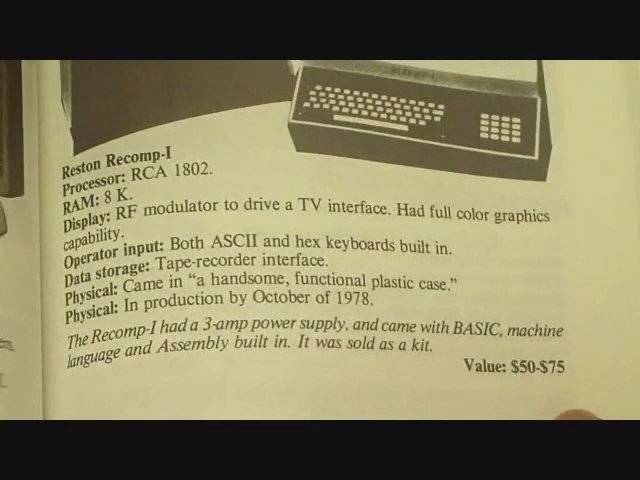 Reston Recomp-I
Processor: RCA 1802.
RAM: 8 K.
Display: RF modulator to drive a TV interface. Had full color graphics
capability.
Operator input: Both ASCII and hex keyboards built in.
Data storage: Tape-recorder interface.
Physical: Came in “a handsome, functional plastic case.”
Physical: In production by October of 1978.
The Recomp-I had a 3-amp power supply, and came with BASIC, machine
language and Assembly built in. It was sold as a kit.
Value: $50-$75